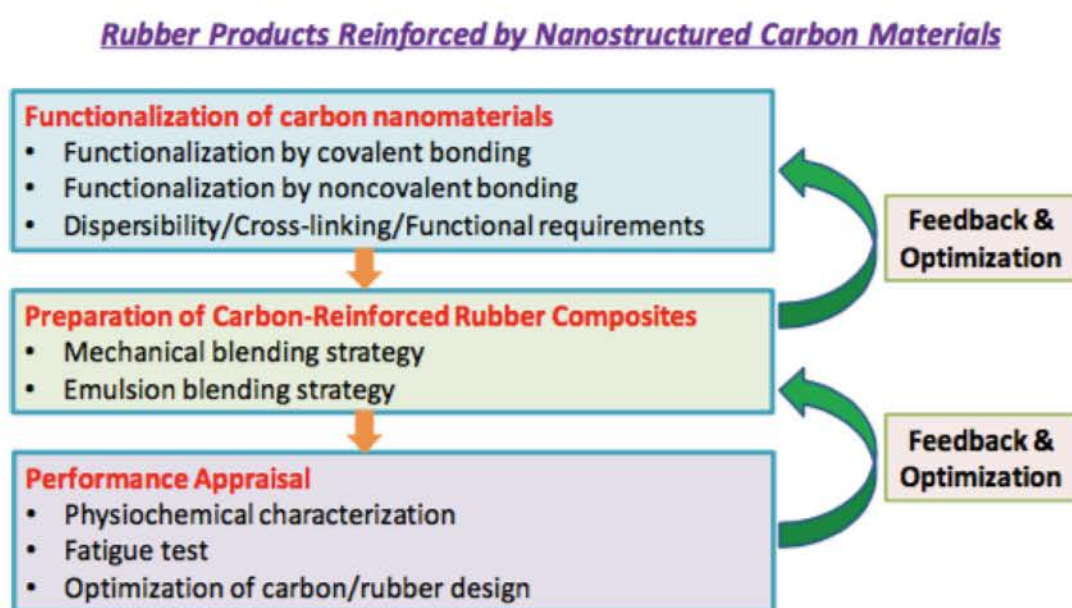 Rubber Products Reinforced by Nanostructured Carbon Materials
Functionalization of carbon nanomaterials
• Functionalization by covalent bonding
• Functionalization by noncovalent bonding
• Dispersibility/Cross-linking/Functional requirements
Feedback &
Optimization
Preparation of Carbon-Reinforced Rubber Composites
• Mechanical blending strategy
• Emulsion blending strategy
Feedback &
Optimization
Performance Appraisal
• Physiochemical characterization
• Fatigue test
• Optimization of carbon/rubber design